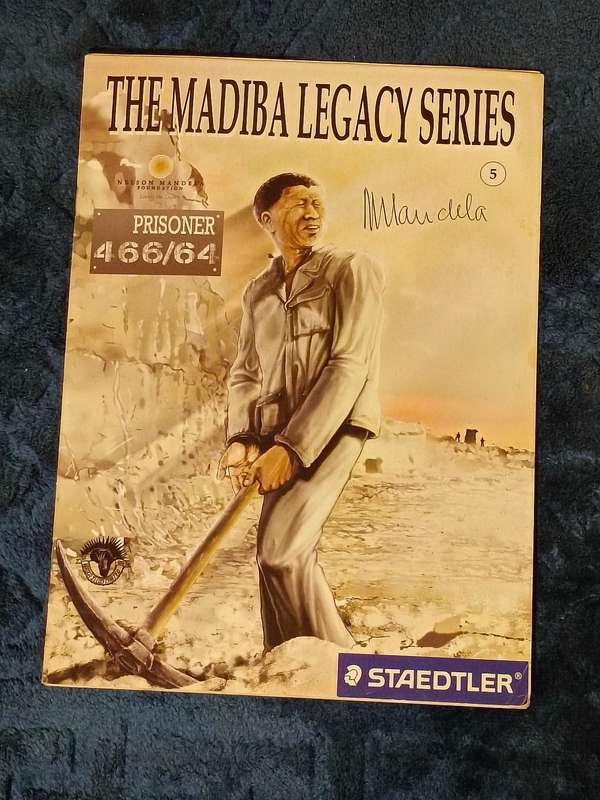 THE MADIBA LEGACY SERIES
5
NELSON MANDELA
FOUNDATION
PRISONER
466/64
NMandela
STAEDTLER®